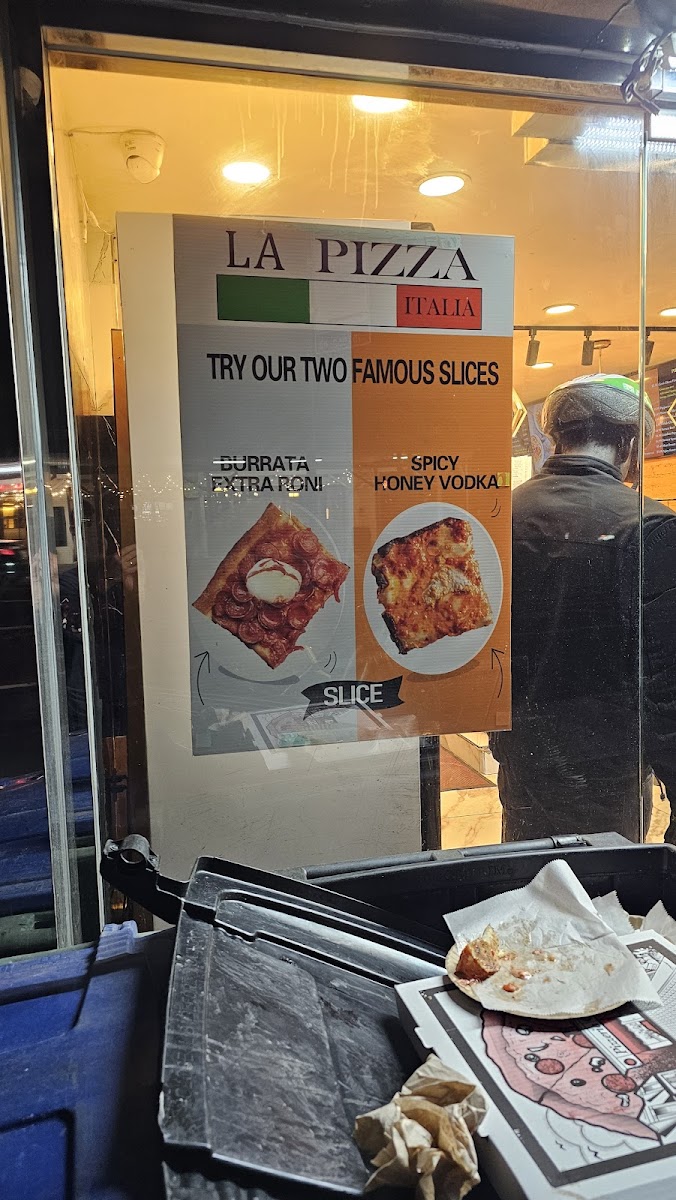 LA PIZZA
ITALIA
TRY OUR TWO FAMOUS SLICES
BURRATA
EXTRA RONI
SPICY
HONEY VODKA
SLICE